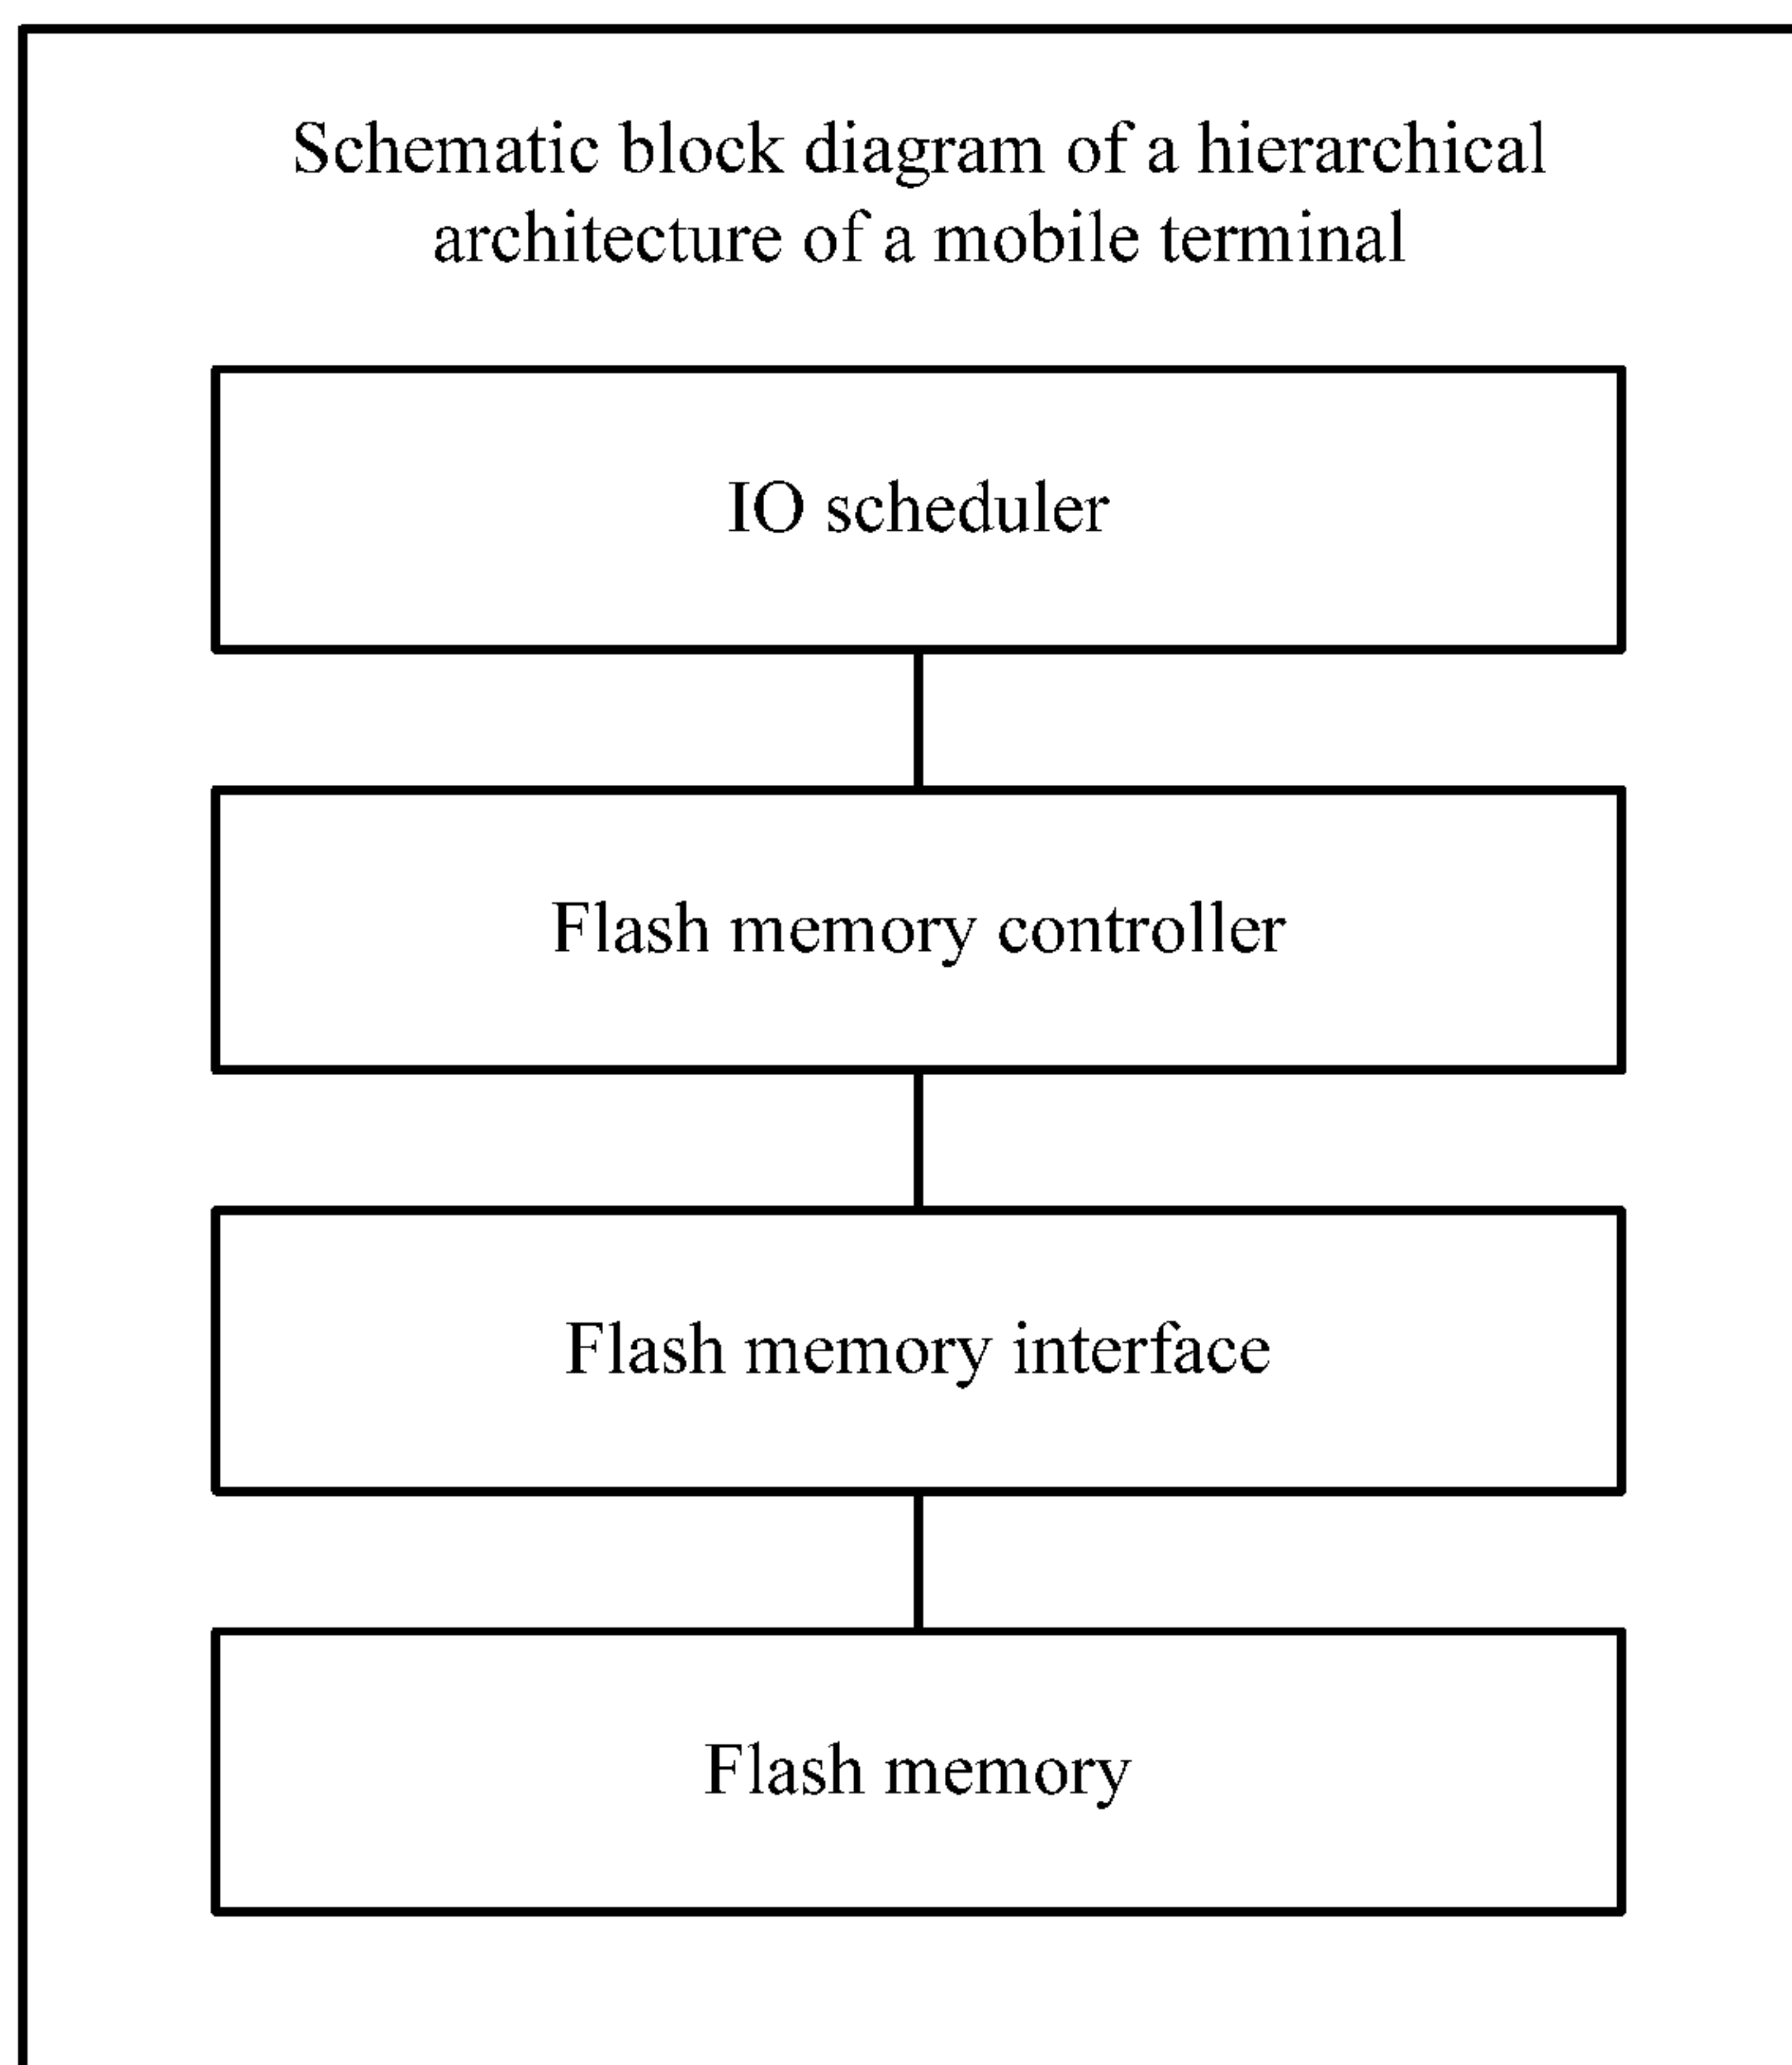 Schematic block diagram of a hierarchical
architecture of a mobile terminal
IO scheduler
Flash memory controller
Flash memory interface
Flash memory